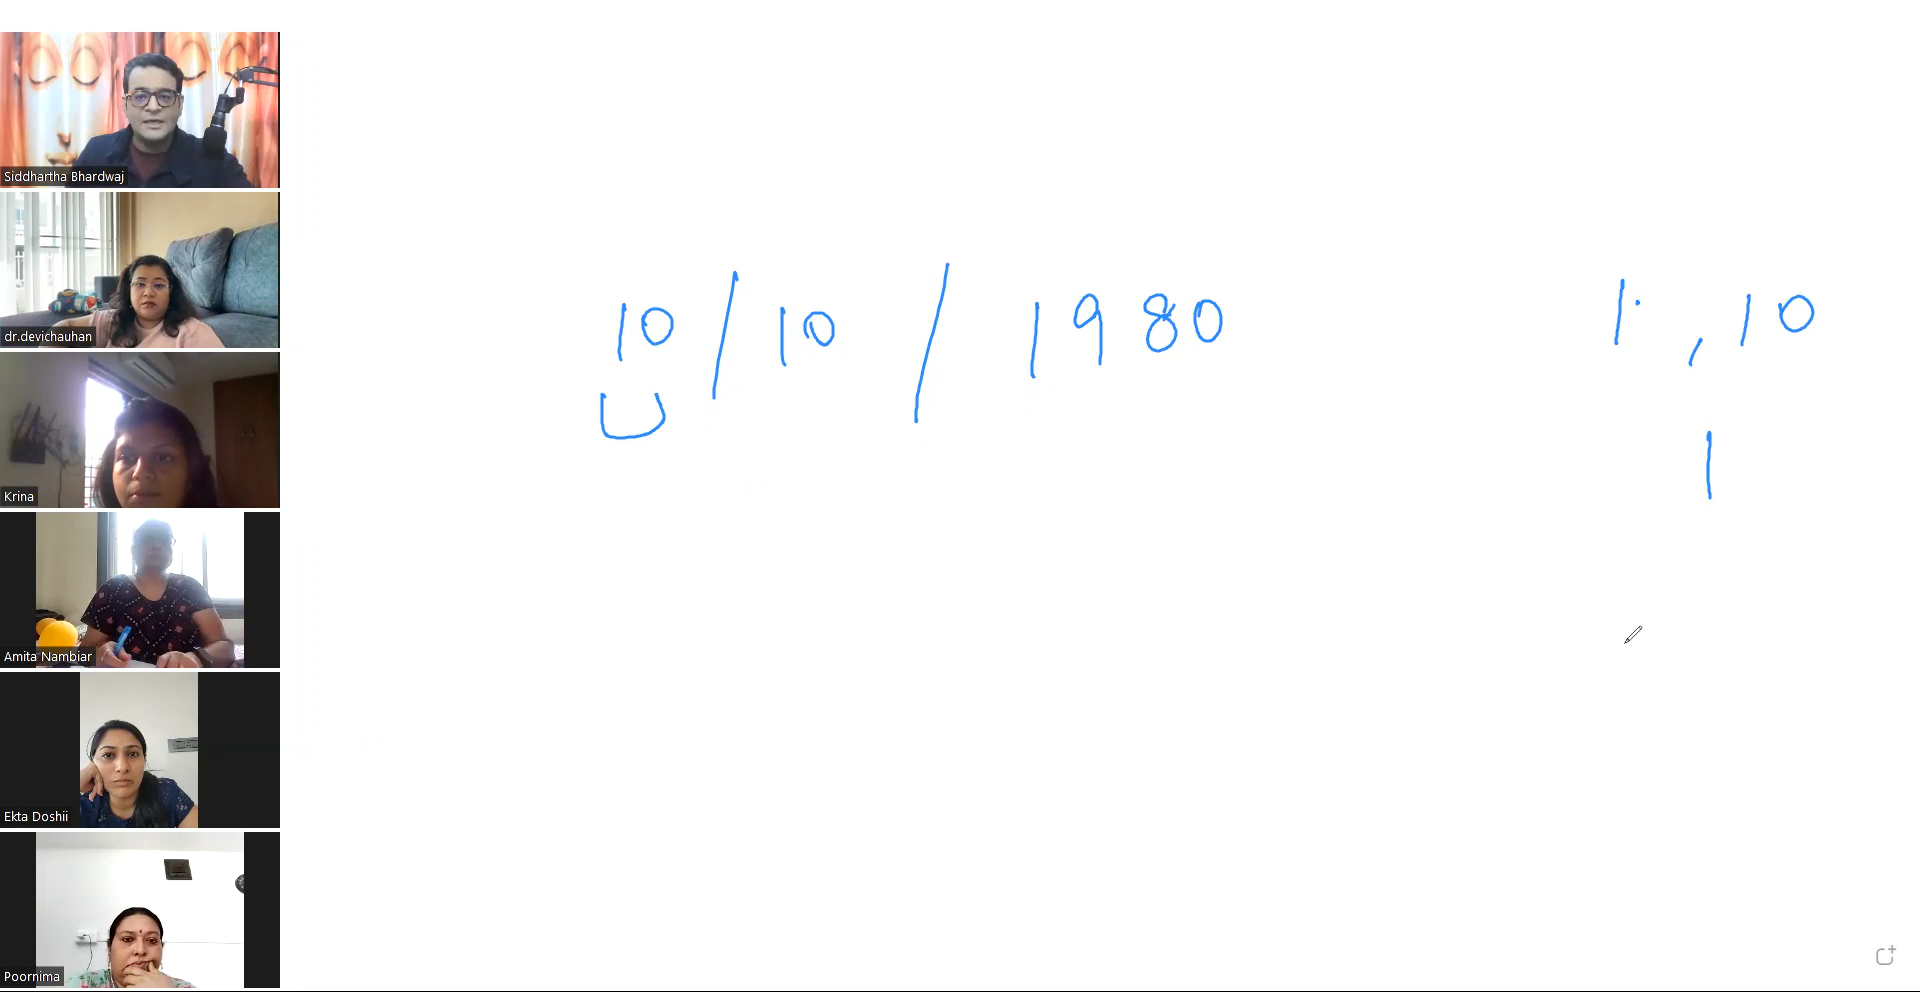 Siddhartha Bhardwaj
dr.devichauhan
Krina
Amita Nambiar
Ekta Doshii
Poornima
10 / 10 / 1980
1 , 10
1